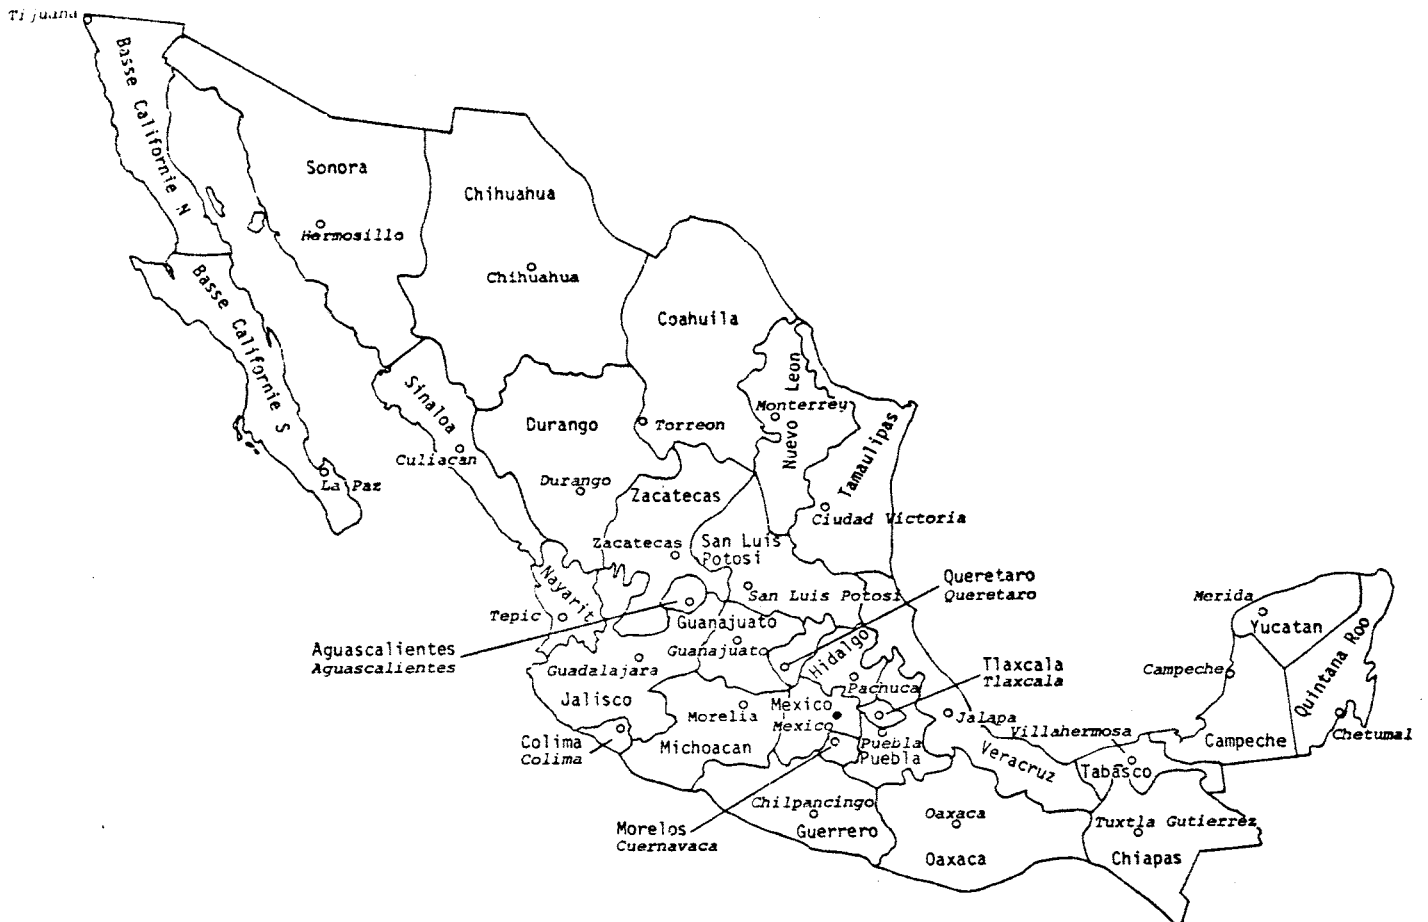 Tijuana
Basse Californie N
Sonora
Hermosillo
Chihuahua
Chihuahua
Basse Californie S
La Paz
Coahuila
Sinaloa
Culiacan
Durango
Durango
Torreon
Nuevo Leon
Monterrey
Tamaulipas
Ciudad Victoria
Zacatecas
Zacatecas
San Luis
Potosi
San Luis Potosi
Nayarit
Tepic
Aguascalientes
Aguascalientes
Guanajuato
Guanajuato
Queretaro
Queretaro
Hidalgo
Pachuca
Guadalajara
Jalisco
Colima
Colima
Morelia
Michoacan
Mexico
Mexico
Tlaxcala
Tlaxcala
Puebla
Puebla
Jalapa
Veracruz
Morelos
Cuernavaca
Chilpancingo
Guerrero
Oaxaca
Oaxaca
Villahermosa
Tabasco
Tuxtla Gutierrez
Chiapas
Merida
Yucatan
Campeche
Campeche
Quintana Roo
Chetumal